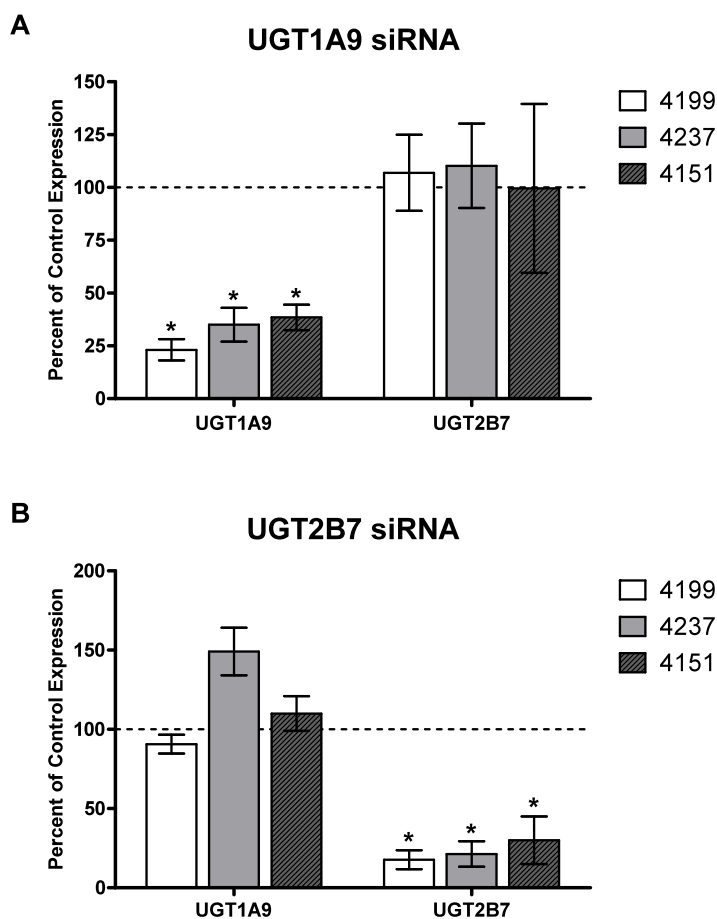 A
UGT1A9 siRNA
Percent of Control Expression
150
125
100
75
50
25
0
* * *
UGT1A9 UGT2B7
4199
4237
4151
B
UGT2B7 siRNA
Percent of Control Expression
200
150
100
50
0
* * *
UGT1A9 UGT2B7
4199
4237
4151